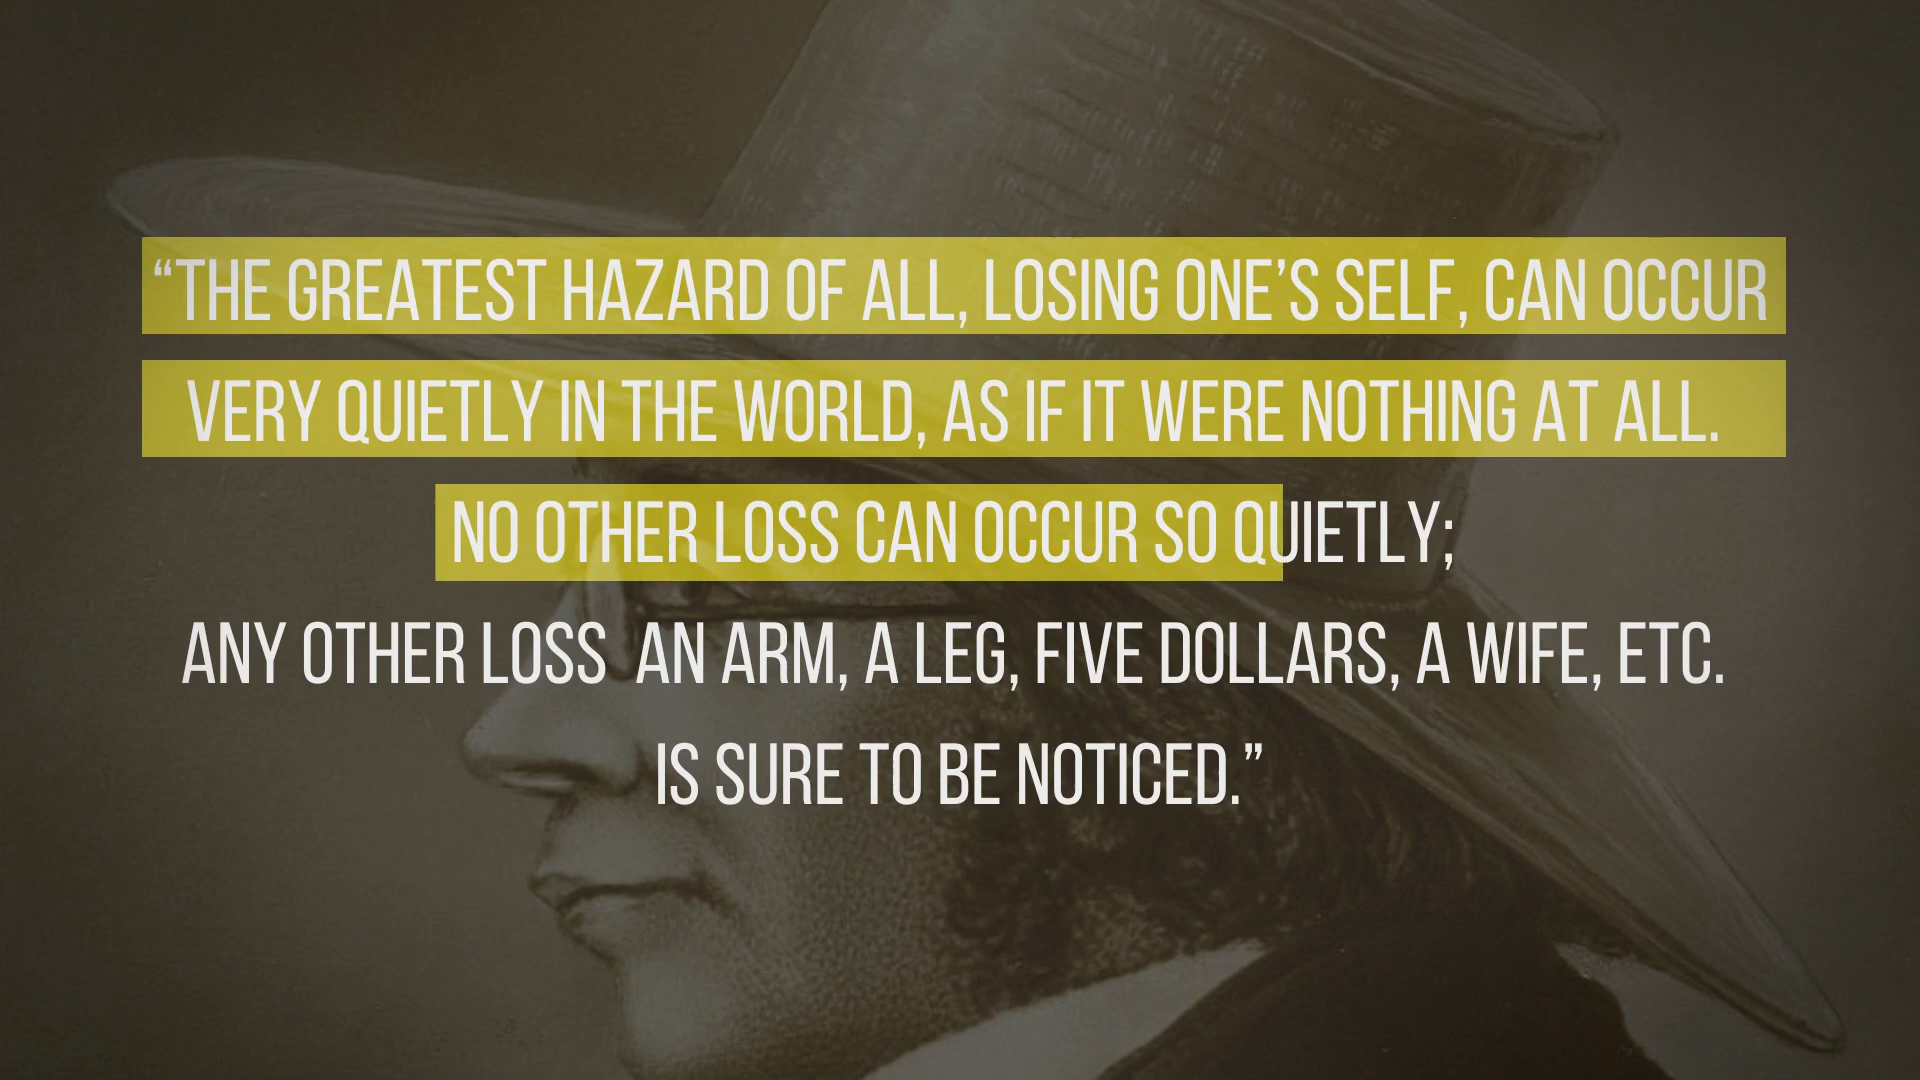 “THE GREATEST HAZARD OF ALL, LOSING ONE’S SELF, CAN OCCUR
VERY QUIETLY IN THE WORLD, AS IF IT WERE NOTHING AT ALL.
NO OTHER LOSS CAN OCCUR SO QUIETLY;
ANY OTHER LOSS AN ARM, A LEG, FIVE DOLLARS, A WIFE, ETC.
IS SURE TO BE NOTICED.”